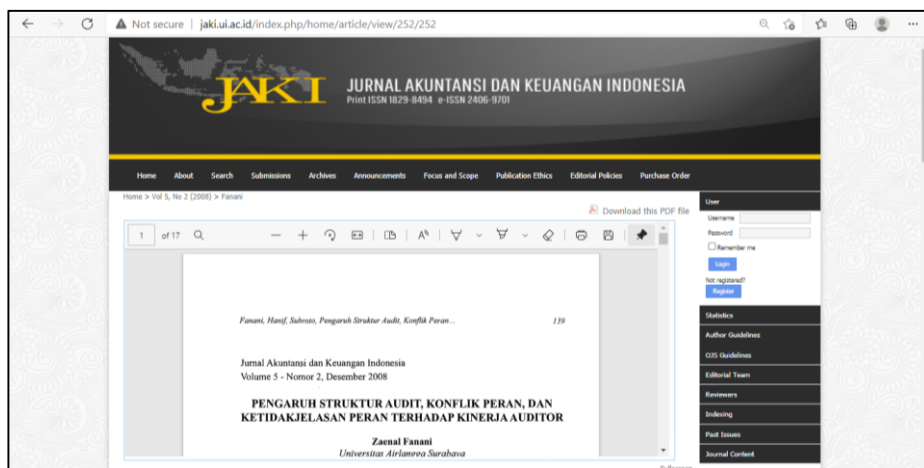 Not secure | jaki.ui.ac.id/index.php/home/article/view/252/252
JAKI
JURNAL AKUNTANSI DAN KEUANGAN INDONESIA
Print ISSN 1829-8494 e-ISSN 2406-9701
Home About Search Submissions Archives Announcements Focus and Scope Publication Ethics Editorial Policies Purchase Order
Home > Vol 5, No 2 (2008) > Fanani
Download this PDF file
1 of 17
Fanani, Hanif, Subroto, Pengaruh Struktur Audit, Konflik Peran... 139
Jurnal Akuntansi dan Keuangan Indonesia
Volume 5 - Nomor 2, Desember 2008
PENGARUH STRUKTUR AUDIT, KONFLIK PERAN, DAN
KETIDAKJELASAN PERAN TERHADAP KINERJA AUDITOR
Zaenal Fanani
Universitas Airlangga Surabaya
User
Username
Password
Remember me
Login
Not registered?
Register
Statistics
Author Guidelines
OJS Guidelines
Editorial Team
Reviewers
Indexing
Past Issues
Journal Content